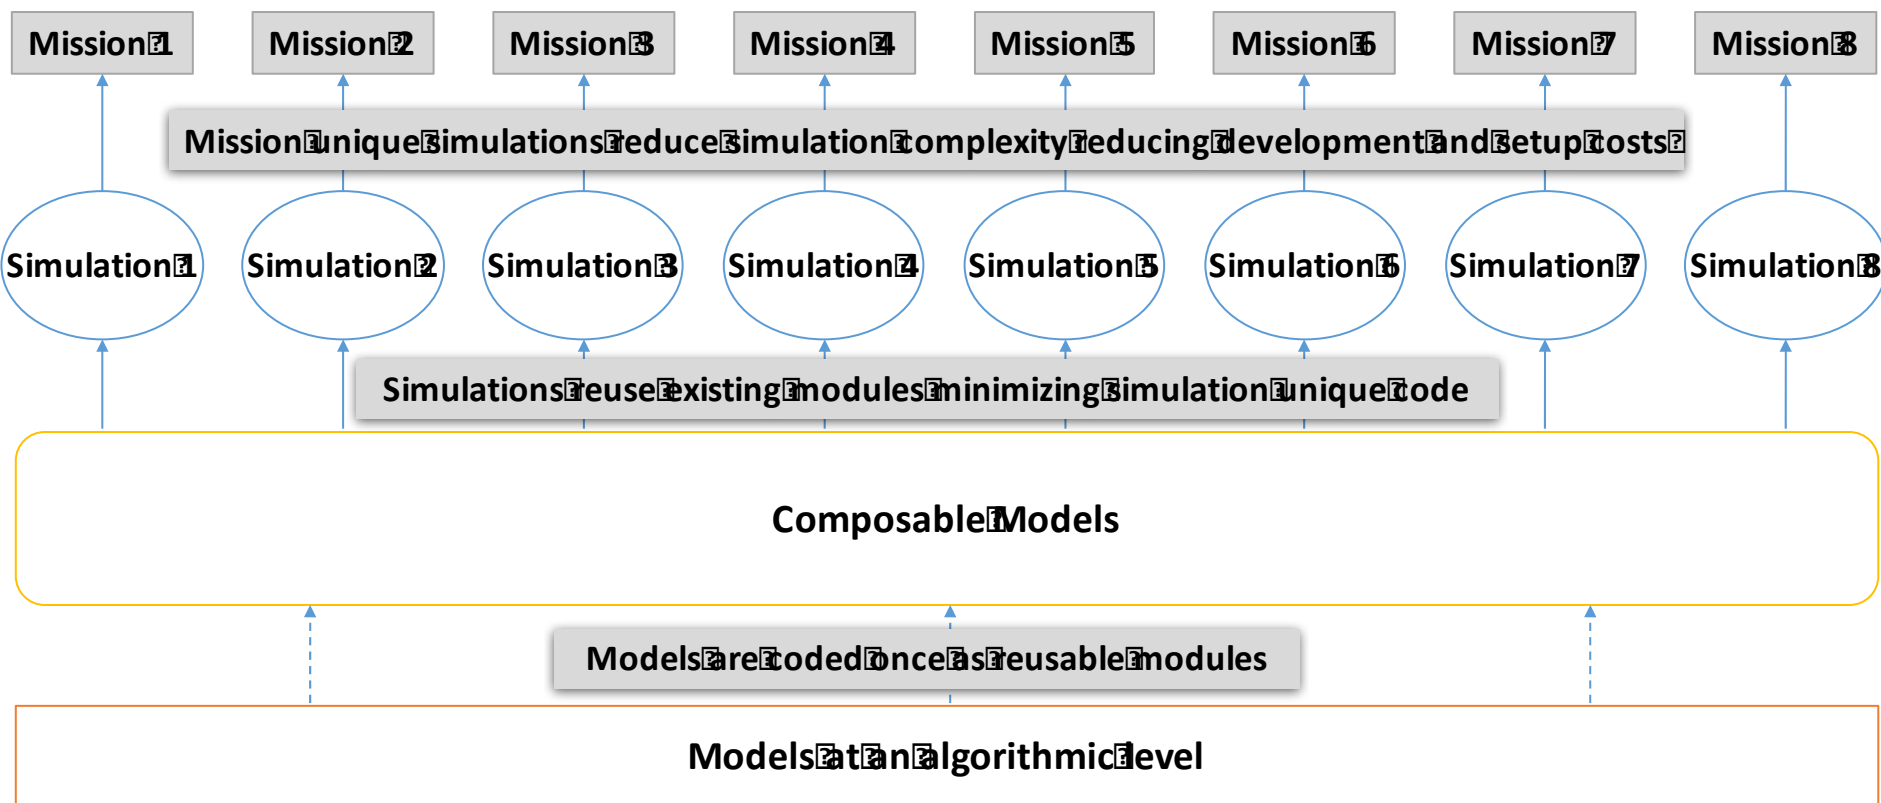 Mission 1 Mission 2 Mission 3 Mission 4 Mission 5 Mission 6 Mission 7 Mission 8
Mission unique simulations reduce simulation complexity reducing development and setup costs
Simulation 1 Simulation 2 Simulation 3 Simulation 4 Simulation 5 Simulation 6 Simulation 7 Simulation 8
Simulations reuse existing modules minimizing simulation unique code
Composable Models
Models are coded once as reusable modules
Models at an algorithmic level